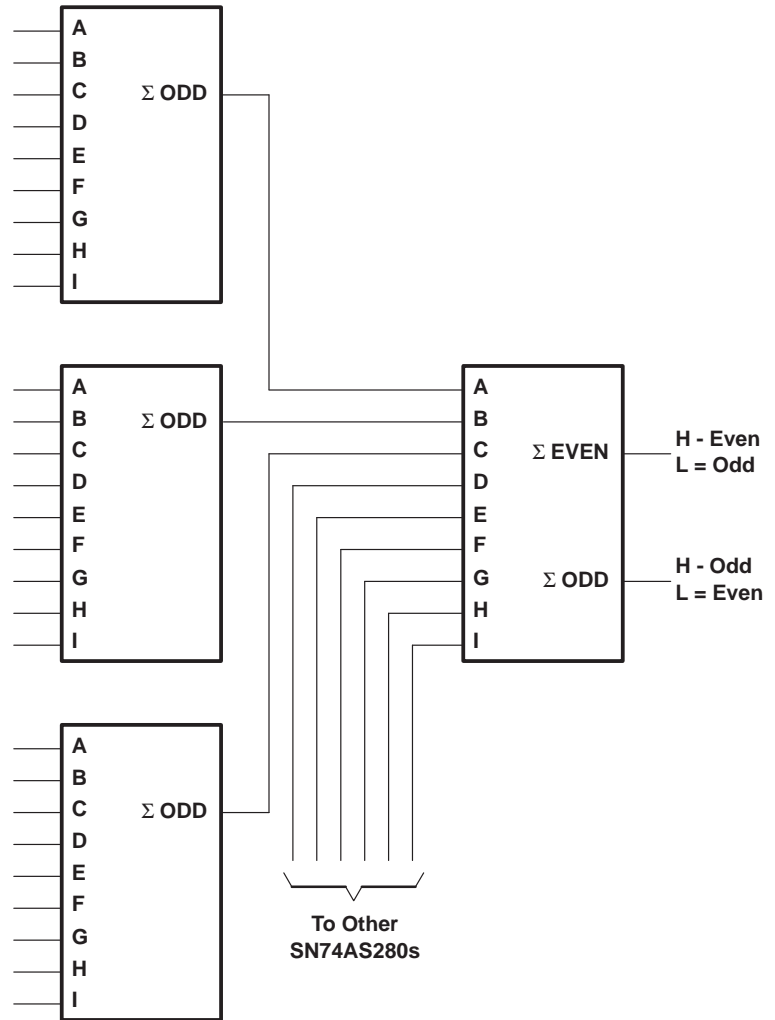 A
B
C Σ ODD
D
E
F
G
H
I
A
B Σ ODD
C
D
E
F
G
H
I
A
B
C Σ EVEN
D
E
F
G Σ ODD
H
I
H - Even
L = Odd
H - Odd
L = Even
A
B
C Σ ODD
D
E
F
G
H
I
To Other
SN74AS280s